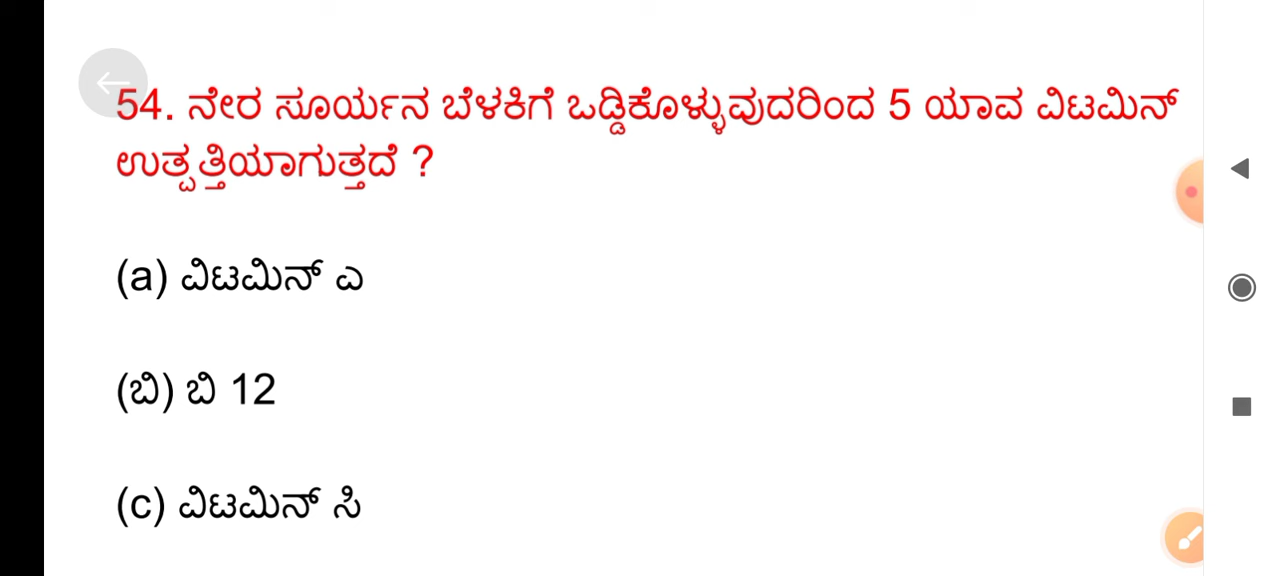 54. ನೇರ ಸೂರ್ಯನ ಬೆಳಕಿಗೆ ಒಡ್ಡಿಕೊಳ್ಳುವುದರಿಂದ 5 ಯಾವ ವಿಟಮಿನ್
ಉತ್ಪತ್ತಿಯಾಗುತ್ತದೆ ?
(a) ವಿಟಮಿನ್ ಎ
(ಬಿ) ಬಿ 12
(c) ವಿಟಮಿನ್ ಸಿ